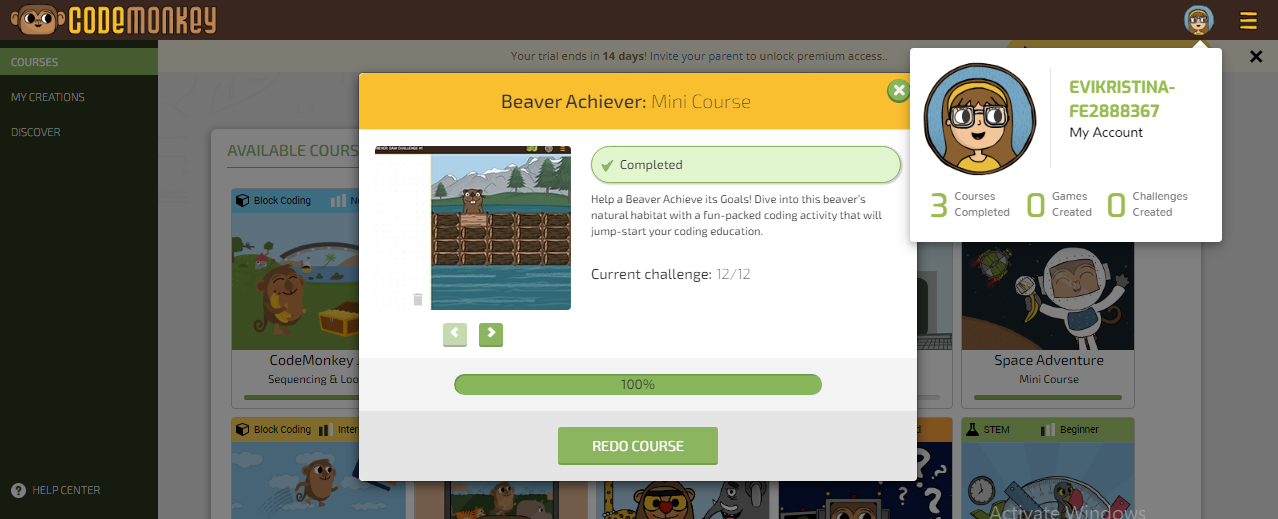 CODEMONKEY
COURSES
MY CREATIONS
DISCOVER
HELP CENTER
Your trial ends in 14 days! Invite your parent to unlock premium access..
EVIKRISTINA-
FE2888367
My Account
3 Courses Completed
0 Games Created
0 Challenges Created
Beaver Achiever: Mini Course
Completed
Help a Beaver Achieve its Goals! Dive into this beaver's
natural habitat with a fun-packed coding activity that will
jump-start your coding education.
Current challenge: 12/12
100%
REDO COURSE
AVAILABLE COURS
Block Coding
CodeMonkey J
Sequencing & Loo
Space Adventure
Mini Course
Block Coding Inte
STEM Beginner
Activate Windows